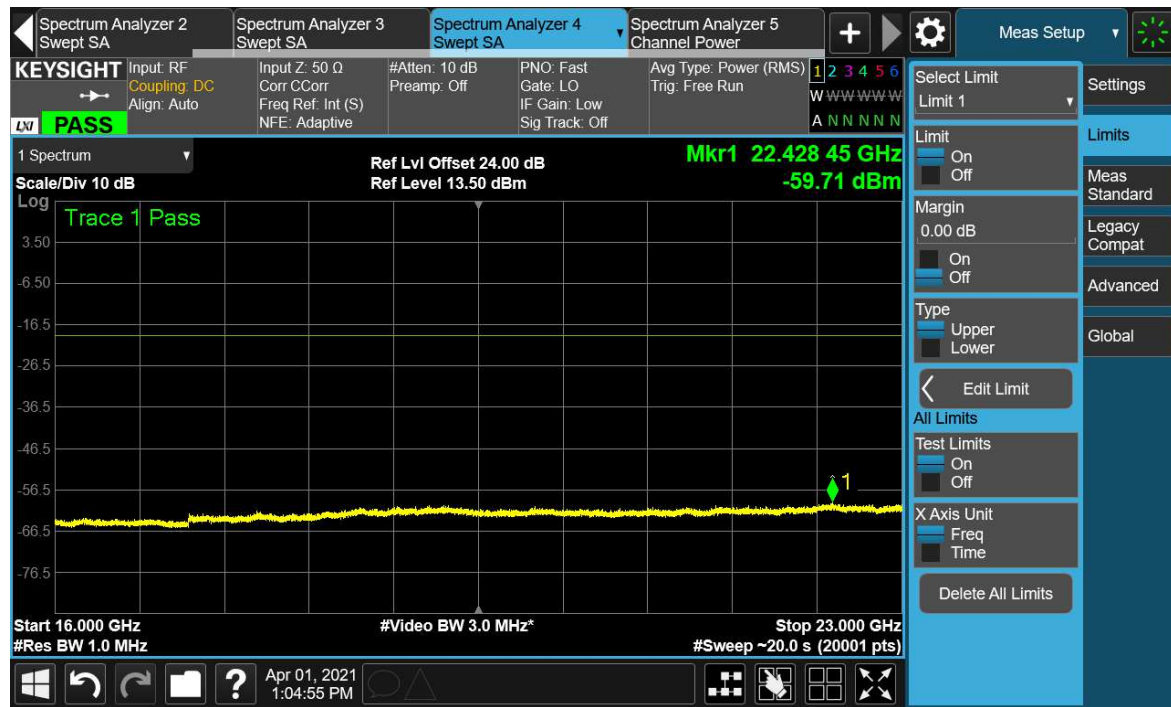 Spectrum Analyzer 2
Swept SA
Spectrum Analyzer 3
Swept SA
Spectrum Analyzer 4
Swept SA
Spectrum Analyzer 5
Channel Power
+
Meas Setup
KEYSIGHT
LXI PASS
Input: RF
Coupling: DC
Align: Auto
Input Z: 50 Ω
Corr CCorr
Freq Ref: Int (S)
NFE: Adaptive
#Atten: 10 dB
Preamp: Off
PNO: Fast
Gate: LO
IF Gain: Low
Sig Track: Off
Avg Type: Power (RMS)
Trig: Free Run
1 2 3 4 5 6
W W W W W W
A N N N N N
1 Spectrum
Scale/Div 10 dB
Log
Ref Lvl Offset 24.00 dB
Ref Level 13.50 dBm
Mkr1 22.428 45 GHz
-59.71 dBm
Trace 1 Pass
3.50
-6.50
-16.5
-26.5
-36.5
-46.5
-56.5
-66.5
-76.5
1
Start 16.000 GHz
#Res BW 1.0 MHz
#Video BW 3.0 MHz*
Stop 23.000 GHz
#Sweep ~20.0 s (20001 pts)
Select Limit
Limit 1
Limit
On
Off
Margin
0.00 dB
On
Off
Type
Upper
Lower
Edit Limit
All Limits
Test Limits
On
Off
X Axis Unit
Freq
Time
Delete All Limits
Settings
Limits
Meas
Standard
Legacy
Compat
Advanced
Global
?
Apr 01, 2021
1:04:55 PM